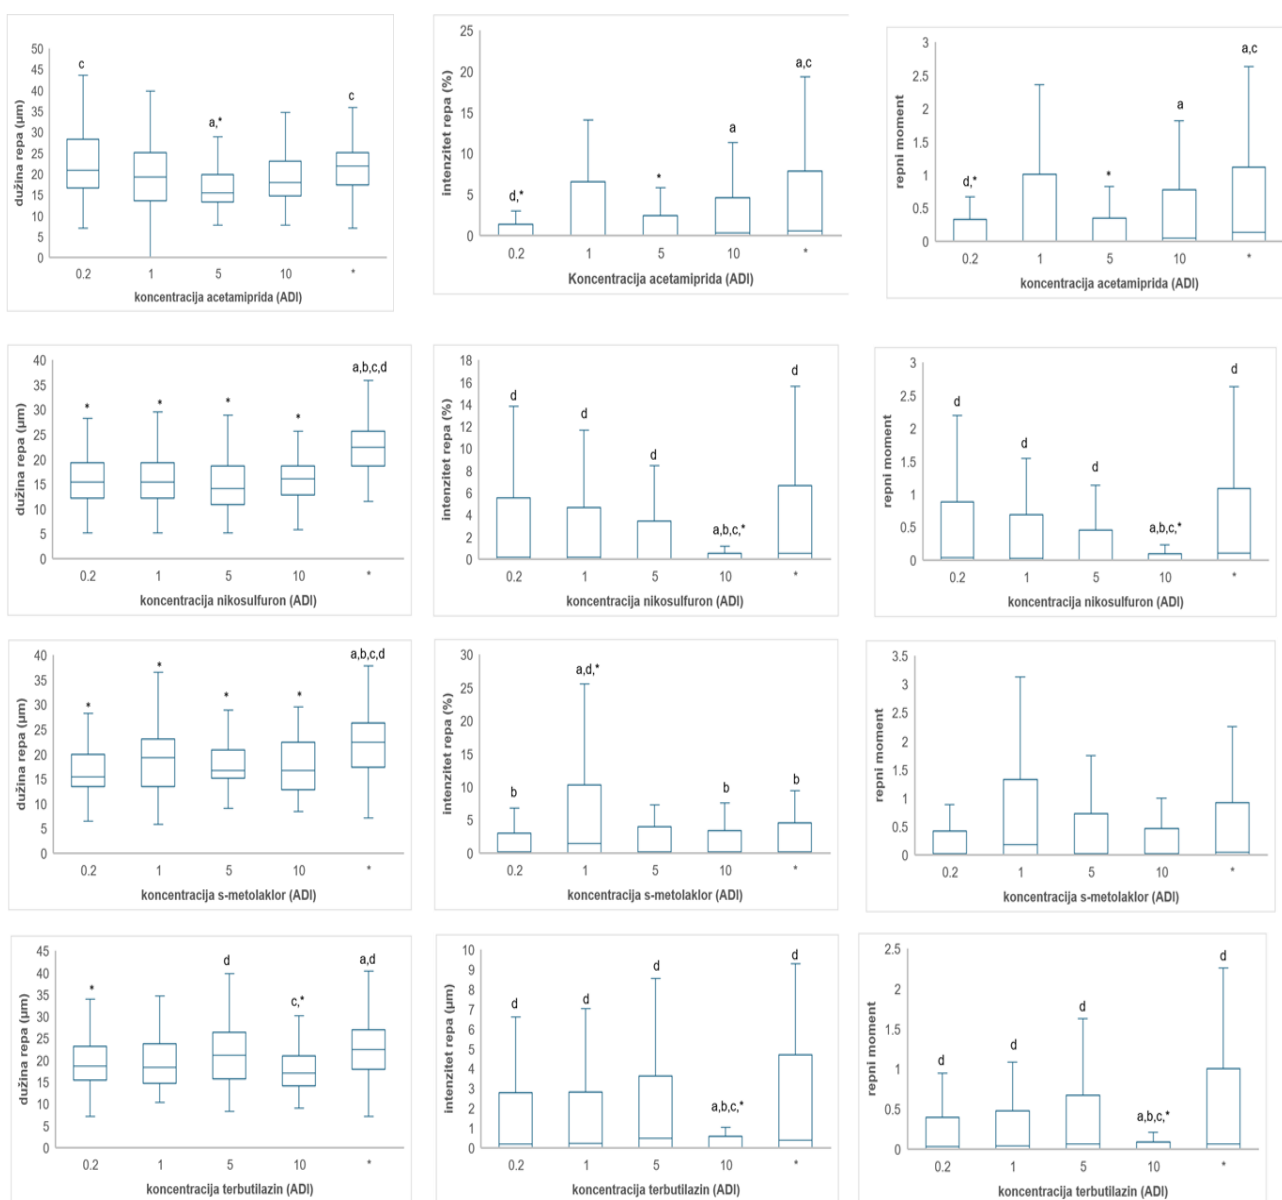 dužina repa (µm)
50
45
40
35
30
25
20
15
10
5
0
c
a,*
c
0.2 1 5 10 *
koncentracija acetamiprida (ADI)
intenzitet repa (%)
25
20
15
10
5
0
d,*
*
a
a,c
0.2 1 5 10 *
Koncentracija acetamiprida (ADI)
repni moment
3
2.5
2
1.5
1
0.5
0
d,*
*
a
a,c
0.2 1 5 10 *
koncentracija acetamiprida (ADI)
dužina repa (µm)
40
35
30
25
20
15
10
5
0
*
*
*
*
a,b,c,d
0.2 1 5 10 *
koncentracija nikosulfuron (ADI)
intenzitet repa (%)
18
16
14
12
10
8
6
4
2
0
d
d
d
a,b,c,*
d
0.2 1 5 10 *
koncentracija nikosulfuron (ADI)
repni moment
3
2.5
2
1.5
1
0.5
0
d
d
d
a,b,c,*
d
0.2 1 5 10 *
koncentracija nikosulfuron (ADI)
dužina repa (µm)
40
35
30
25
20
15
10
5
0
*
*
*
*
a,b,c,d
0.2 1 5 10 *
koncentracija s-metolaklor (ADI)
intenzitet repa (%)
30
25
20
15
10
5
0
b
a,d,*
b
b
0.2 1 5 10 *
koncentracija s-metolaklor (ADI)
repni moment
3.5
3
2.5
2
1.5
1
0.5
0
0.2 1 5 10 *
koncentracija s-metolaklor (ADI)
dužina repa (µm)
45
40
35
30
25
20
15
10
5
0
*
d
c,*
a,d
0.2 1 5 10 *
koncentracija terbutilazin (ADI)
intenzitet repa (µm)
10
9
8
7
6
5
4
3
2
1
0
d
d
d
a,b,c,*
d
0.2 1 5 10 *
koncentracija terbutilazin (ADI)
repni moment
2.5
2
1.5
1
0.5
0
d
d
d
a,b,c,*
d
0.2 1 5 10 *
koncentracija terbutilazin (ADI)